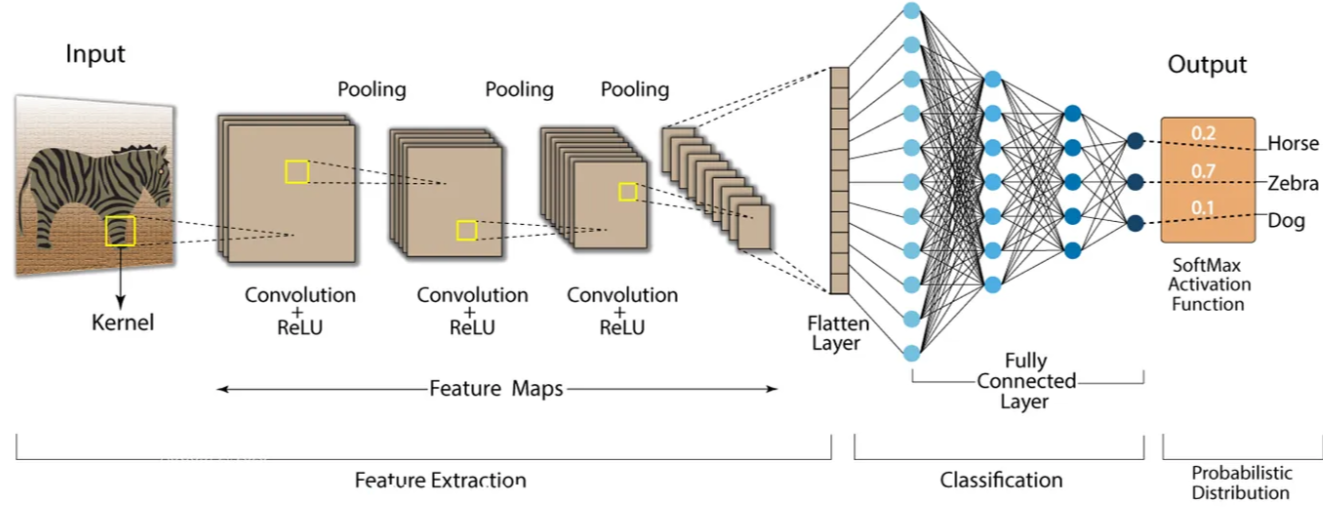 Input
Kernel
Pooling
Pooling
Pooling
Convolution
+
ReLU
Convolution
+
ReLU
Convolution
+
ReLU
Feature Maps
Flatten
Layer
Fully
Connected
Layer
Output
0.2
Horse
0.7
Zebra
0.1
Dog
SoftMax
Activation
Function
Feature Extraction
Classification
Probabilistic
Distribution